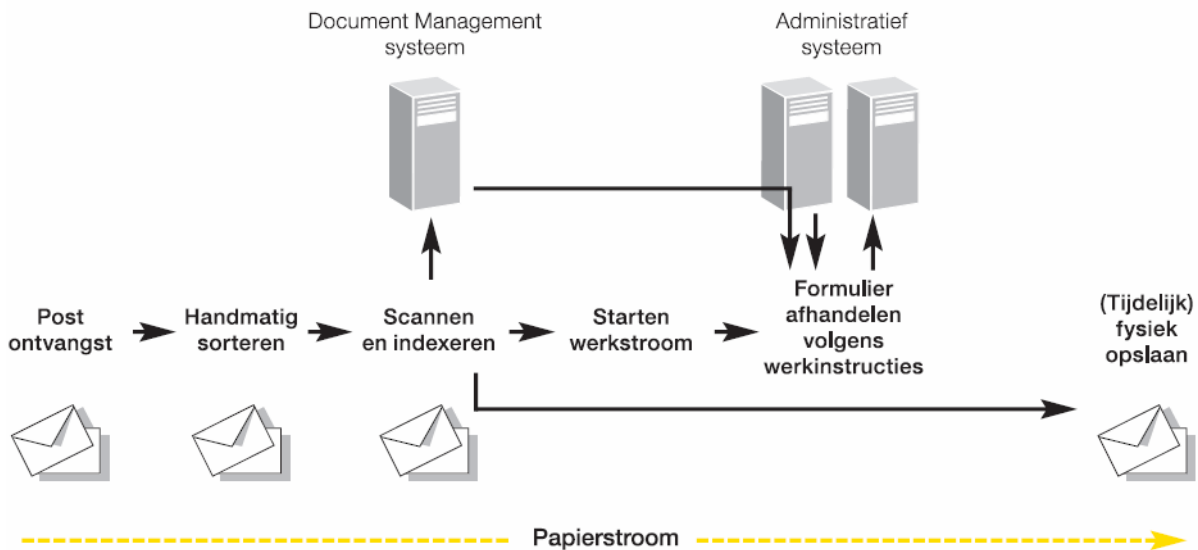 Document Management
systeem
Administratief
systeem
Post
ontvangst
Handmatig
sorteren
Scannen
en indexeren
Starten
werkstroom
Formulier
afhandelen
volgens
werkinstructies
(Tijdelijk)
fysiek
opslaan
Papierstroom